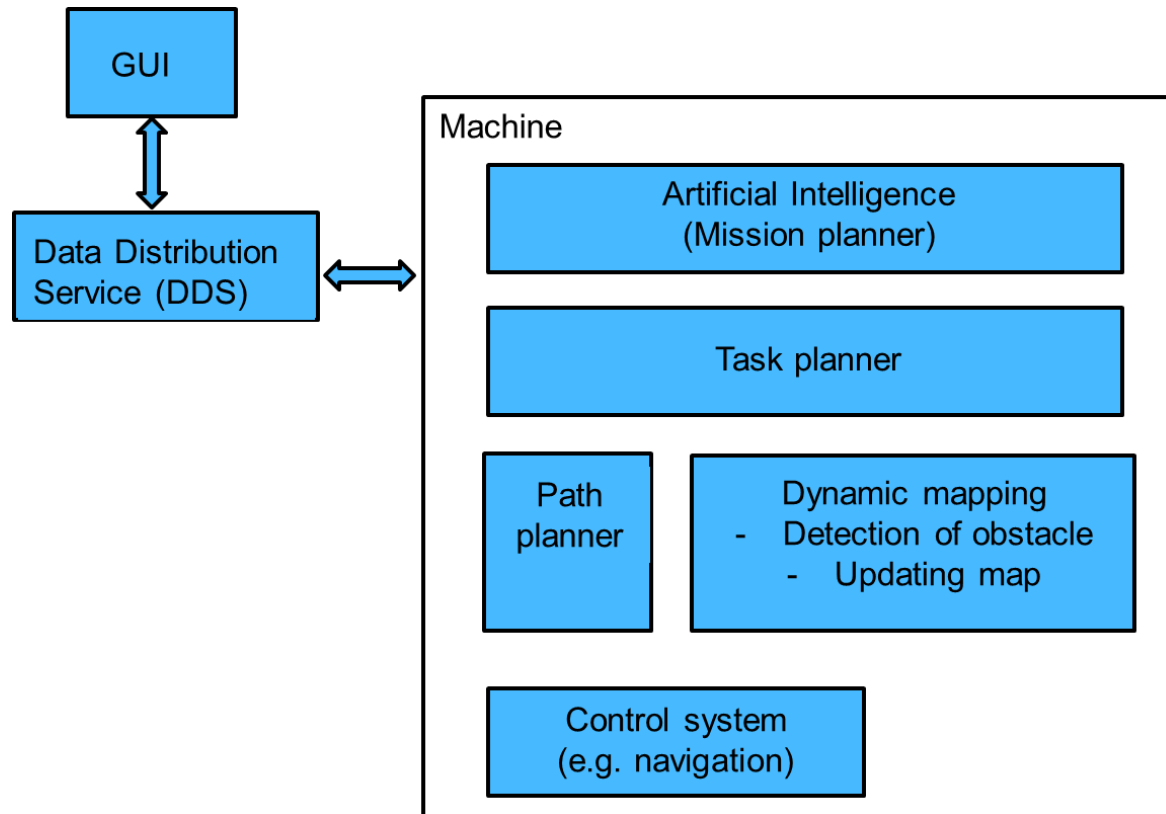 GUI
Machine
Artificial Intelligence
(Mission planner)
Data Distribution
Service (DDS)
Task planner
Path
planner
Dynamic mapping
- Detection of obstacle
- Updating map
Control system
(e.g. navigation)